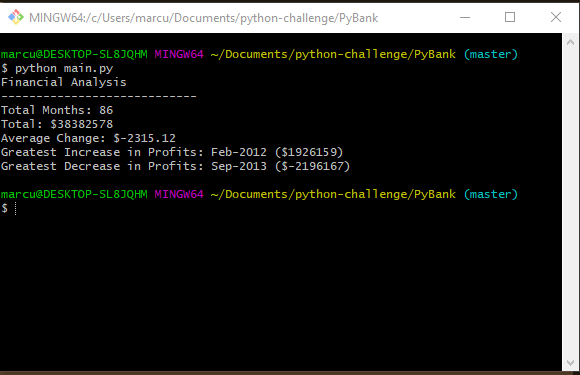 MINGW64:/c/Users/marcu/Documents/python-challenge/PyBank
marcu@DESKTOP-SL8JQHM MINGW64 ~/Documents/python-challenge/PyBank (master)
$ python main.py
Financial Analysis
----------------------------
Total Months: 86
Total: $38382578
Average Change: $-2315.12
Greatest Increase in Profits: Feb-2012 ($1926159)
Greatest Decrease in Profits: Sep-2013 ($-2196167)
marcu@DESKTOP-SL8JQHM MINGW64 ~/Documents/python-challenge/PyBank (master)
$